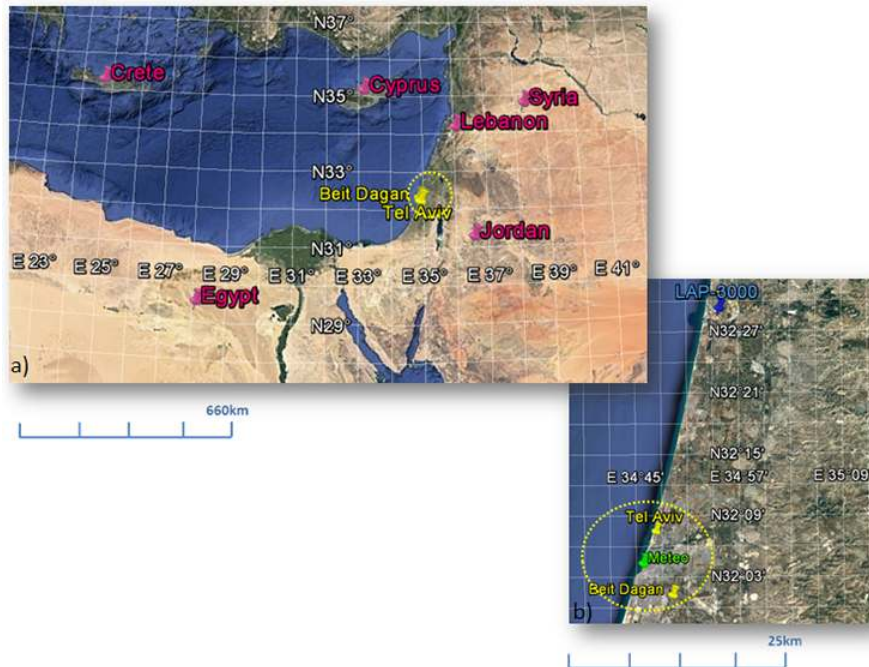 N37°
Crete
Cyprus
N35°
Syria
Lebanon
N33°
Beit Dagan
Tel Aviv
Jordan
N31°
E 23° E 25° E 27° E 29° E 31° E 33° E 35° E 37° E 39° E 41°
Egypt
N29°
a)
660km
LAP-3000
N32 27'
N32°21'
N32°15'
E 34°45' E 34°57' E 35°09'
N32 09'
Tel Aviv
Meteo
N32°03'
Beit Dagan
b)
25km